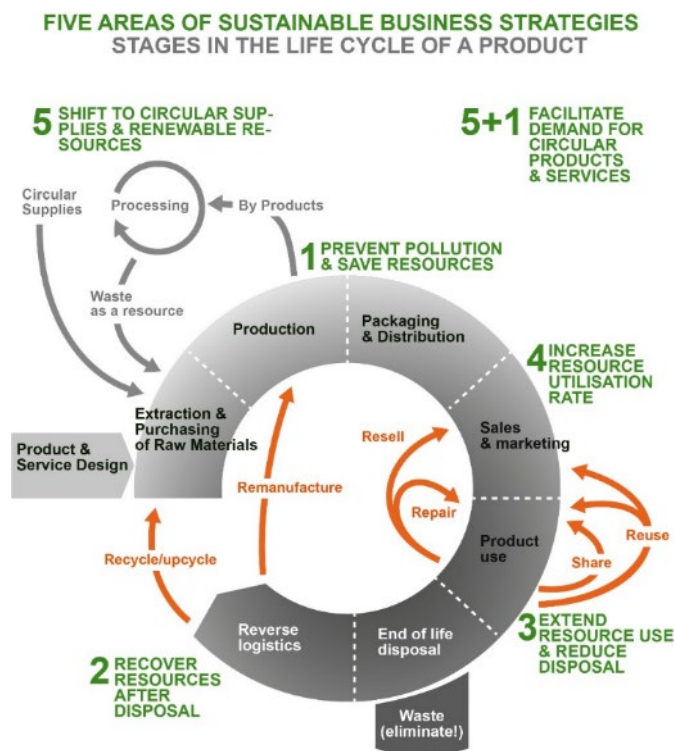 FIVE AREAS OF SUSTAINABLE BUSINESS STRATEGIES
STAGES IN THE LIFE CYCLE OF A PRODUCT
5 SHIFT TO CIRCULAR SUP-
PLIES & RENEWABLE RE-
SOURCES
5+1 FACILITATE
DEMAND FOR
CIRCULAR
PRODUCTS
& SERVICES
Circular
Supplies
Processing
By Products
Waste
as a resource
1 PREVENT POLLUTION
& SAVE RESOURCES
Production
Packaging
& Distribution
4 INCREASE
RESOURCE
UTILISATION
RATE
Product &
Service Design
Extraction &
Purchasing
of Raw Materials
Sales
& marketing
Resell
Remanufacture
Repair
Product
use
Reuse
Share
Recycle/upcycle
Reverse
logistics
End of life
disposal
3 EXTEND
RESOURCE USE
& REDUCE
DISPOSAL
2 RECOVER
RESOURCES
AFTER
DISPOSAL
Waste
(eliminate!)